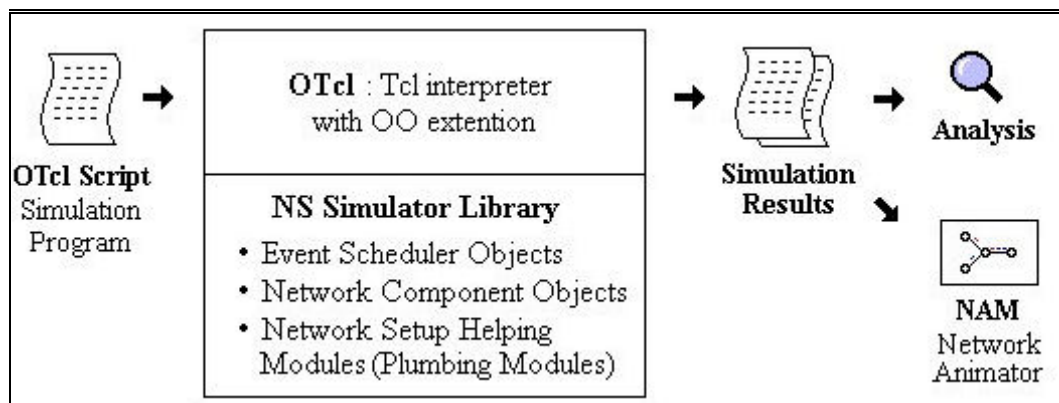 OTcl Script
Simulation
Program
OTcl : Tcl interpreter
with OO extention
NS Simulator Library
• Event Scheduler Objects
• Network Component Objects
• Network Setup Helping
Modules (Plumbing Modules)
Simulation
Results
Analysis
NAM
Network
Animator